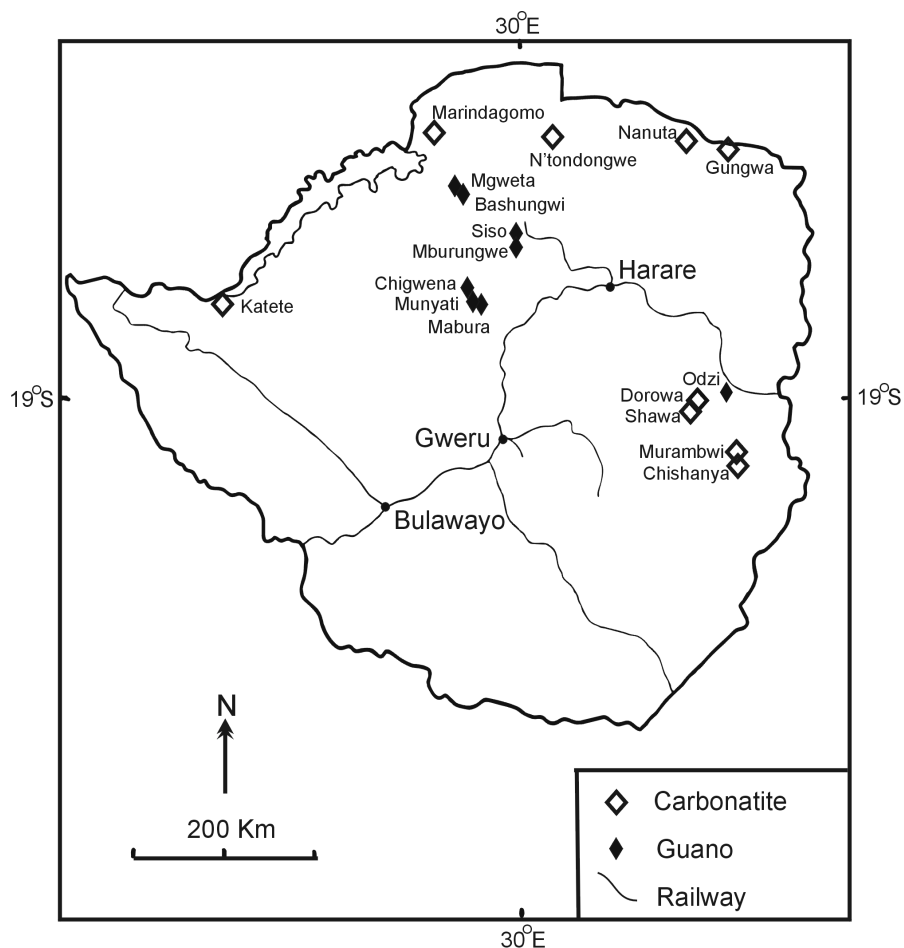 30°E
Marindagomo
Nanuta
N'tondongwe
Gungwa
Mgweta
Bashungwi
Siso
Mburungwe
Harare
Chigwena
Katete
Munyati
Mabura
Odzi
19°S
19°S
Dorowa
Shawa
Gweru
Murambwi
Chishanya
Bulawayo
N
200 Km
Carbonatite
Guano
Railway
30°E